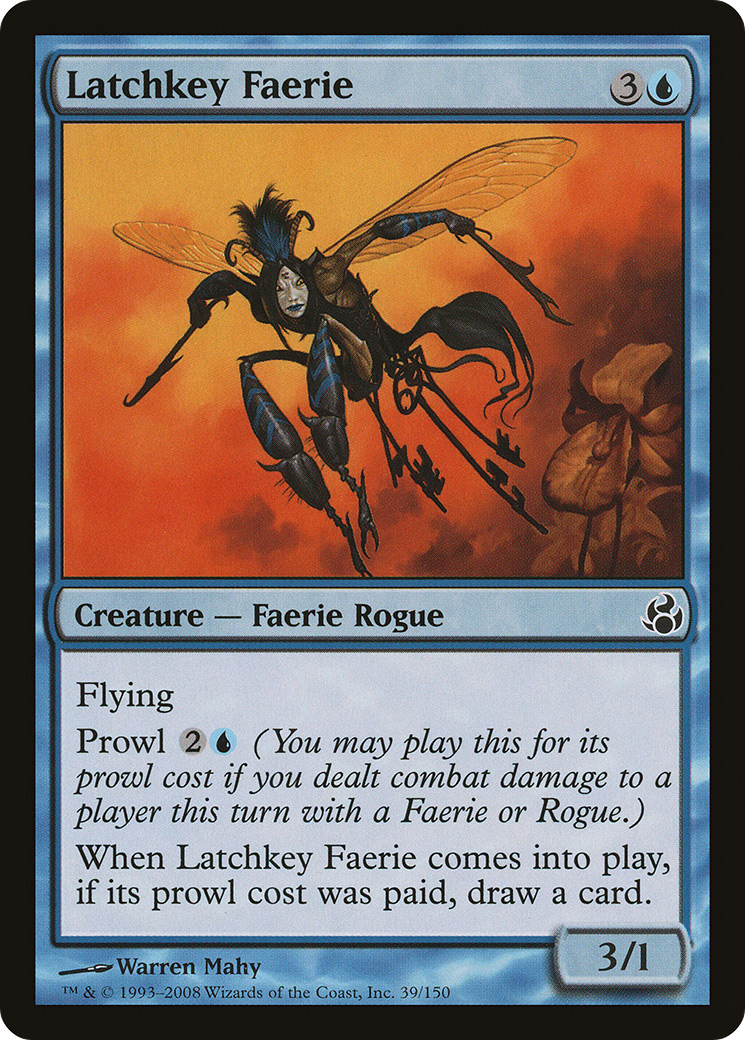 Latchkey Faerie 3
Creature — Faerie Rogue
Flying
Prowl 2 (You may play this for its
prowl cost if you dealt combat damage to a
player this turn with a Faerie or Rogue.)
When Latchkey Faerie comes into play,
if its prowl cost was paid, draw a card.
3/1
Warren Mahy
™ & © 1993–2008 Wizards of the Coast, Inc. 39/150